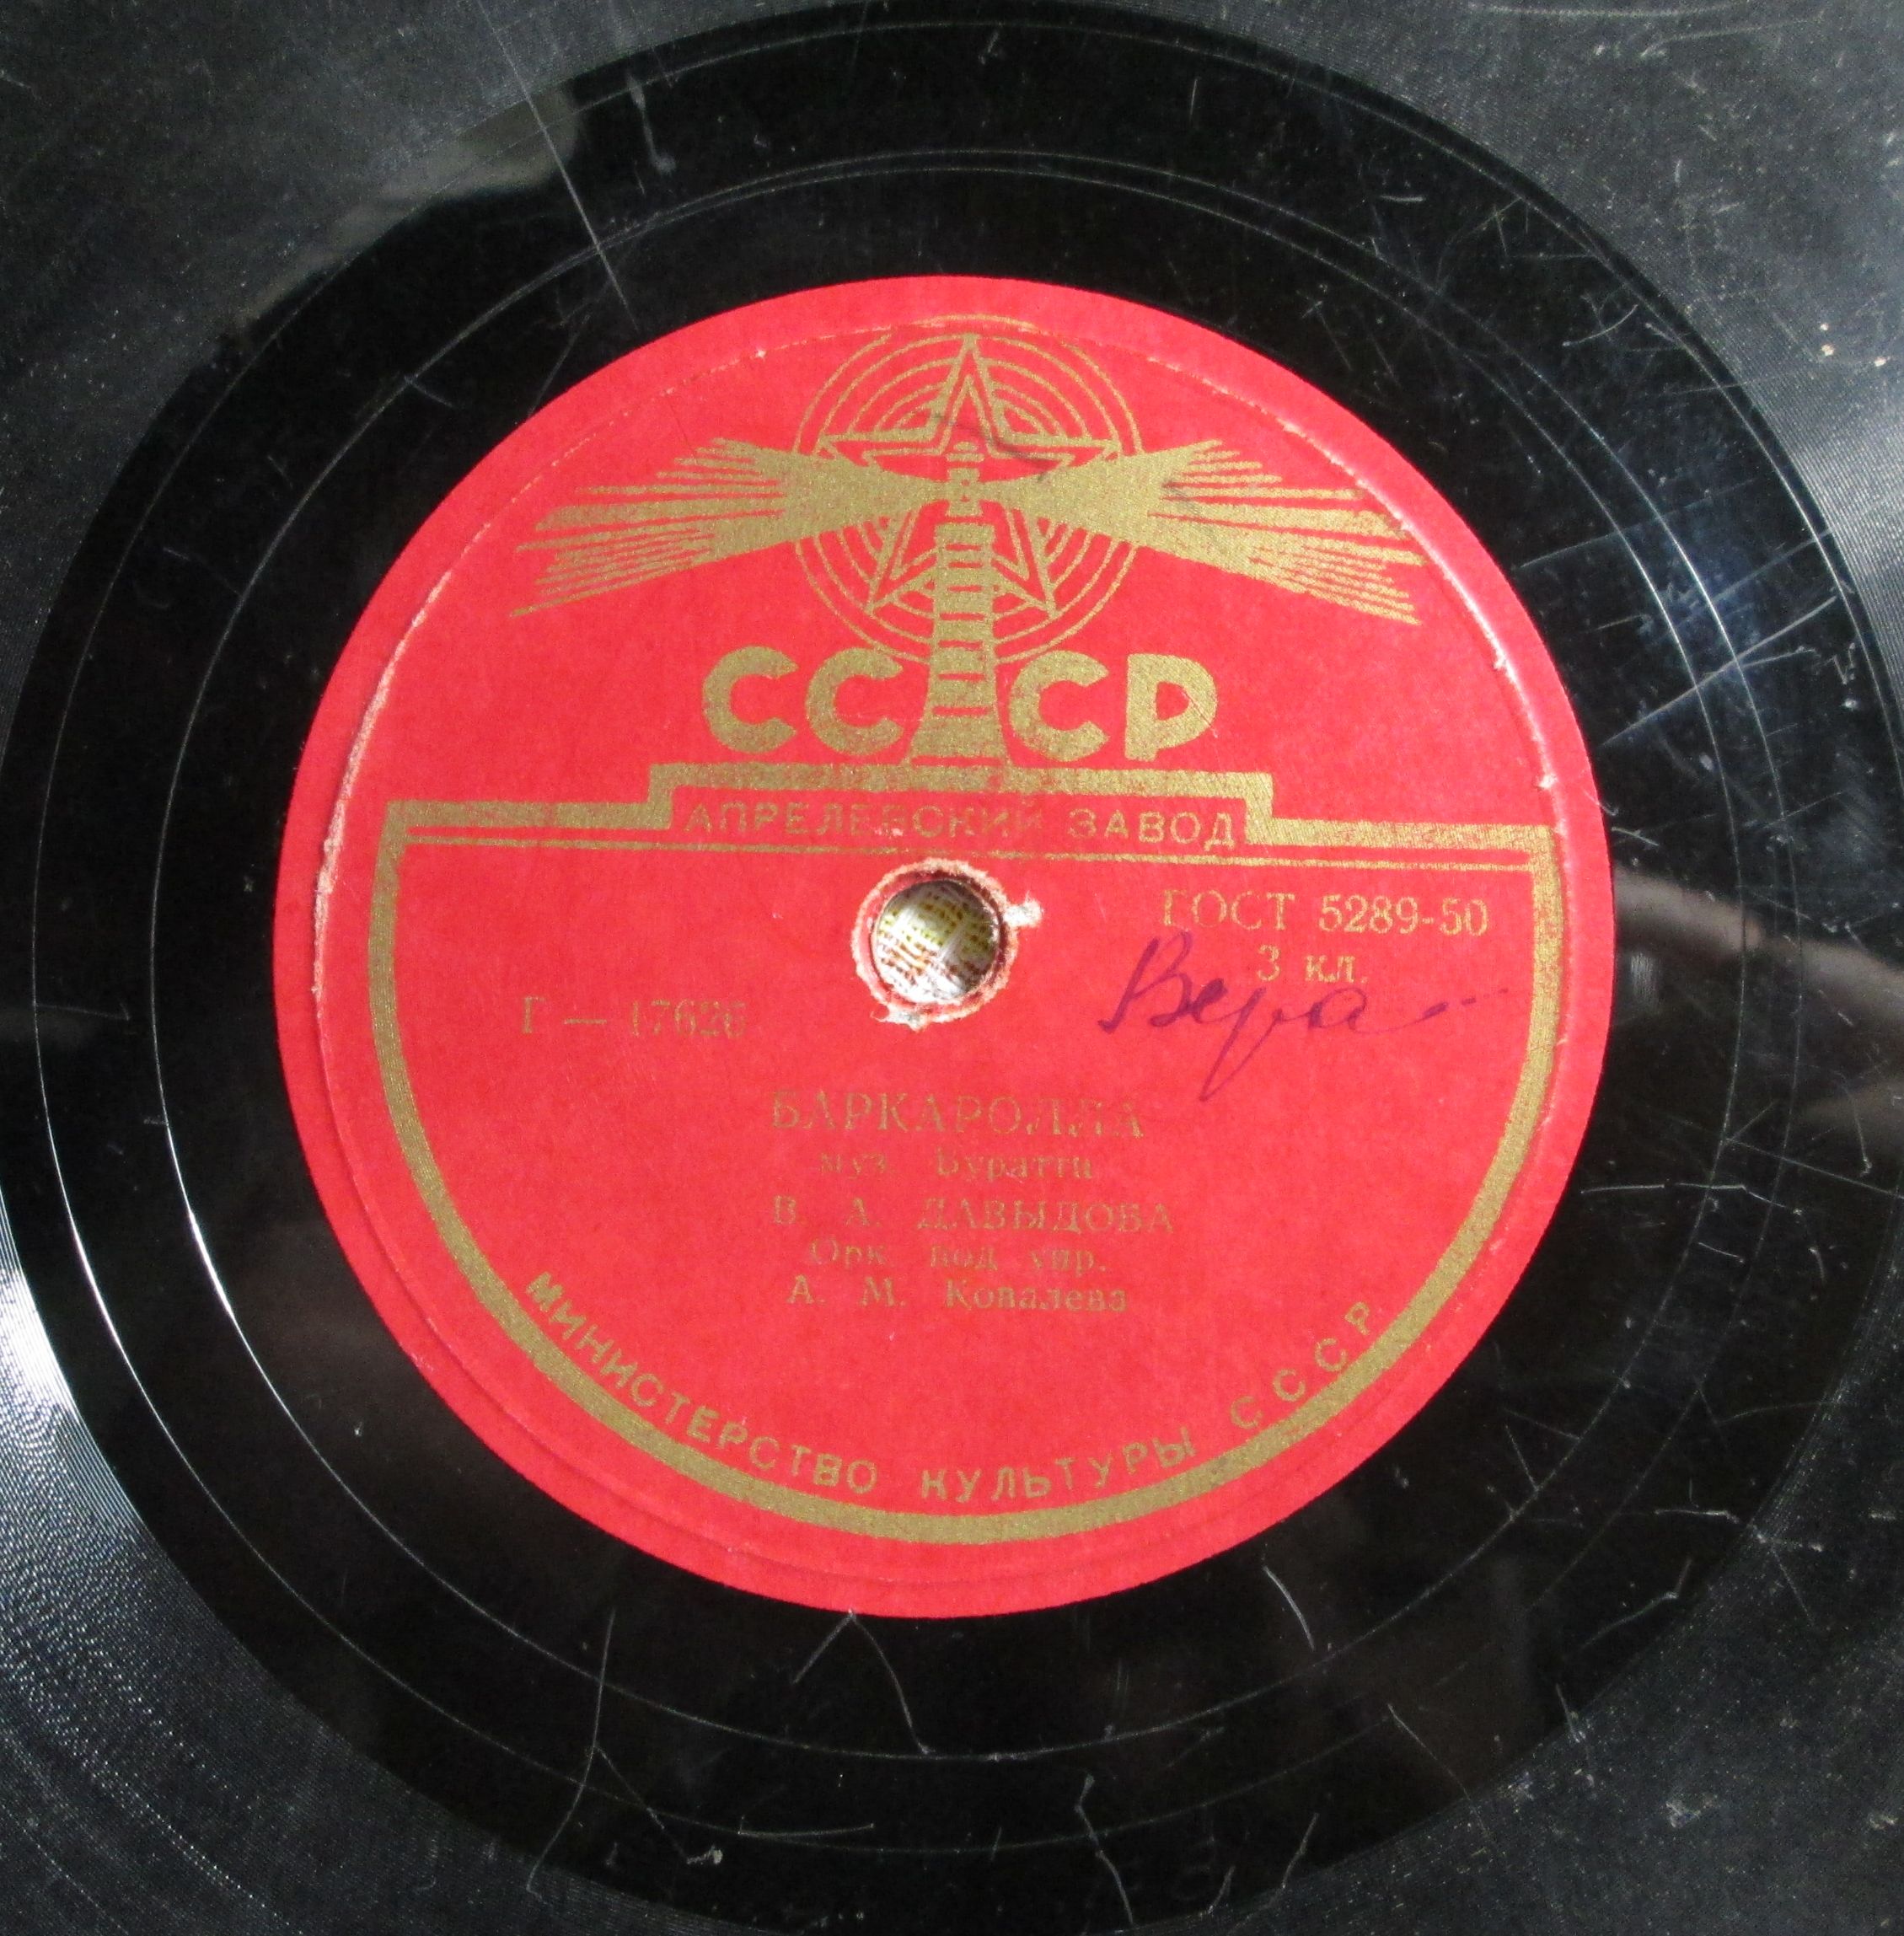 СССР
АПРЕЛЕВСКИЙ ЗАВОД
ГОСТ 5289-50
3 кл.
Вера
Г — 17626
БАРКАРОЛЛА
муз. Буратти
В. А. ДАВЫДОВА
Орк. под упр.
А. М. Ковалева
МИНИСТЕРСТВО КУЛЬТУРЫ СССР